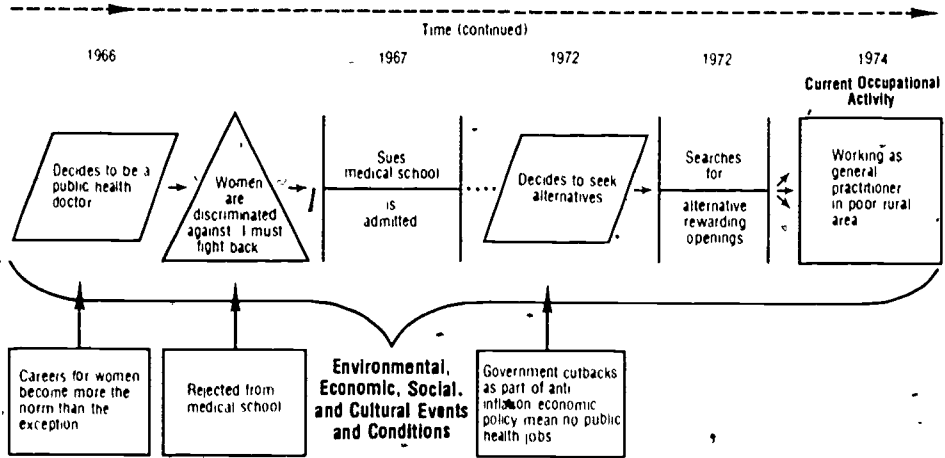 Time (continued)
1966
1967
1972
1972
1974
Current Occupational
Activity
Decides to be a
public health
doctor
Women
are
discriminated
against I must
fight back
Sues
medical school
is
admitted
Decides to seek
alternatives
Searches
for
alternative
rewarding
openings
Working as
general
practitioner
in poor rural
area
Careers for women
become more the
norm than the
exception
Rejected from
medical school
Environmental,
Economic, Social,
and Cultural Events
and Conditions
Government cutbacks
as part of anti
inflation economic
policy mean no public
health jobs